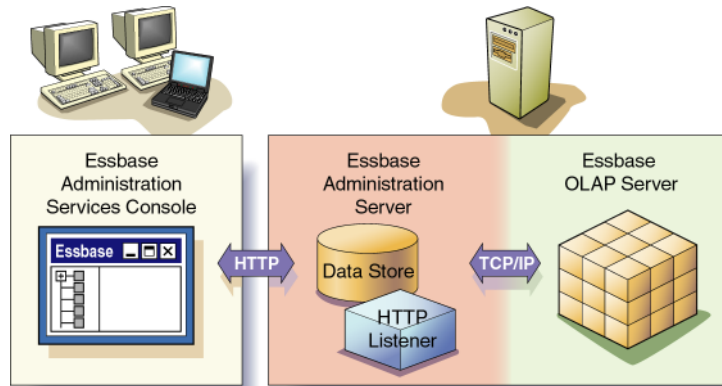 Essbase
Administration
Services Console
Essbase
HTTP
Essbase
Administration
Server
Data Store
HTTP
Listener
TCP/IP
Essbase
OLAP Server